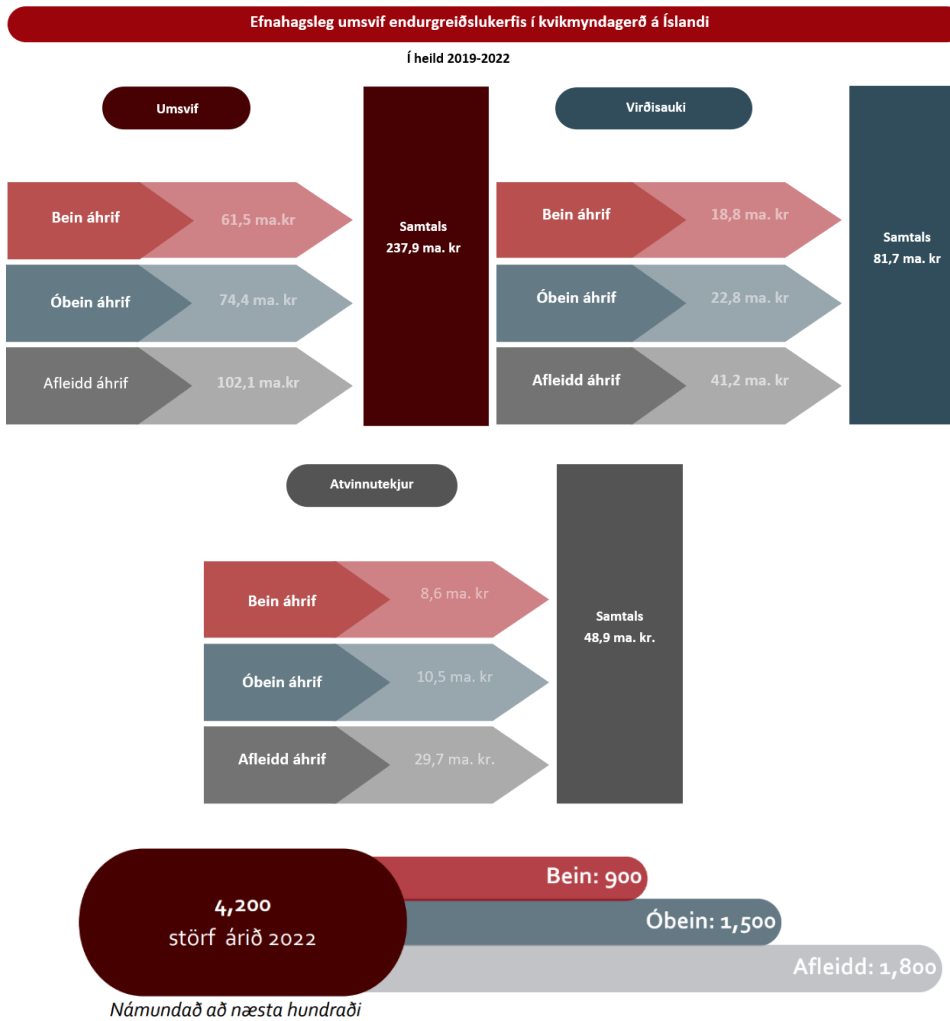 Efnahagsleg umsvif endurgreiðslukerfis í kvikmyndagerð á Íslandi
Í heild 2019-2022
Umsvif
Bein áhrif 61,5 ma.kr
Óbein áhrif 74,4 ma. kr
Afleidd áhrif 102,1 ma.kr
Samtals
237,9 ma. kr
Virðisauki
Bein áhrif 18,8 ma. kr
Óbein áhrif 22,8 ma. kr
Afleidd áhrif 41,2 ma. kr
Samtals
81,7 ma. kr
Atvinnutekjur
Bein áhrif 8,6 ma. kr
Óbein áhrif 10,5 ma. kr
Afleidd áhrif 29,7 ma. kr.
Samtals
48,9 ma. kr.
4,200
störf árið 2022
Bein: 900
Óbein: 1,500
Afleidd: 1,800
Námundað að næsta hundraði